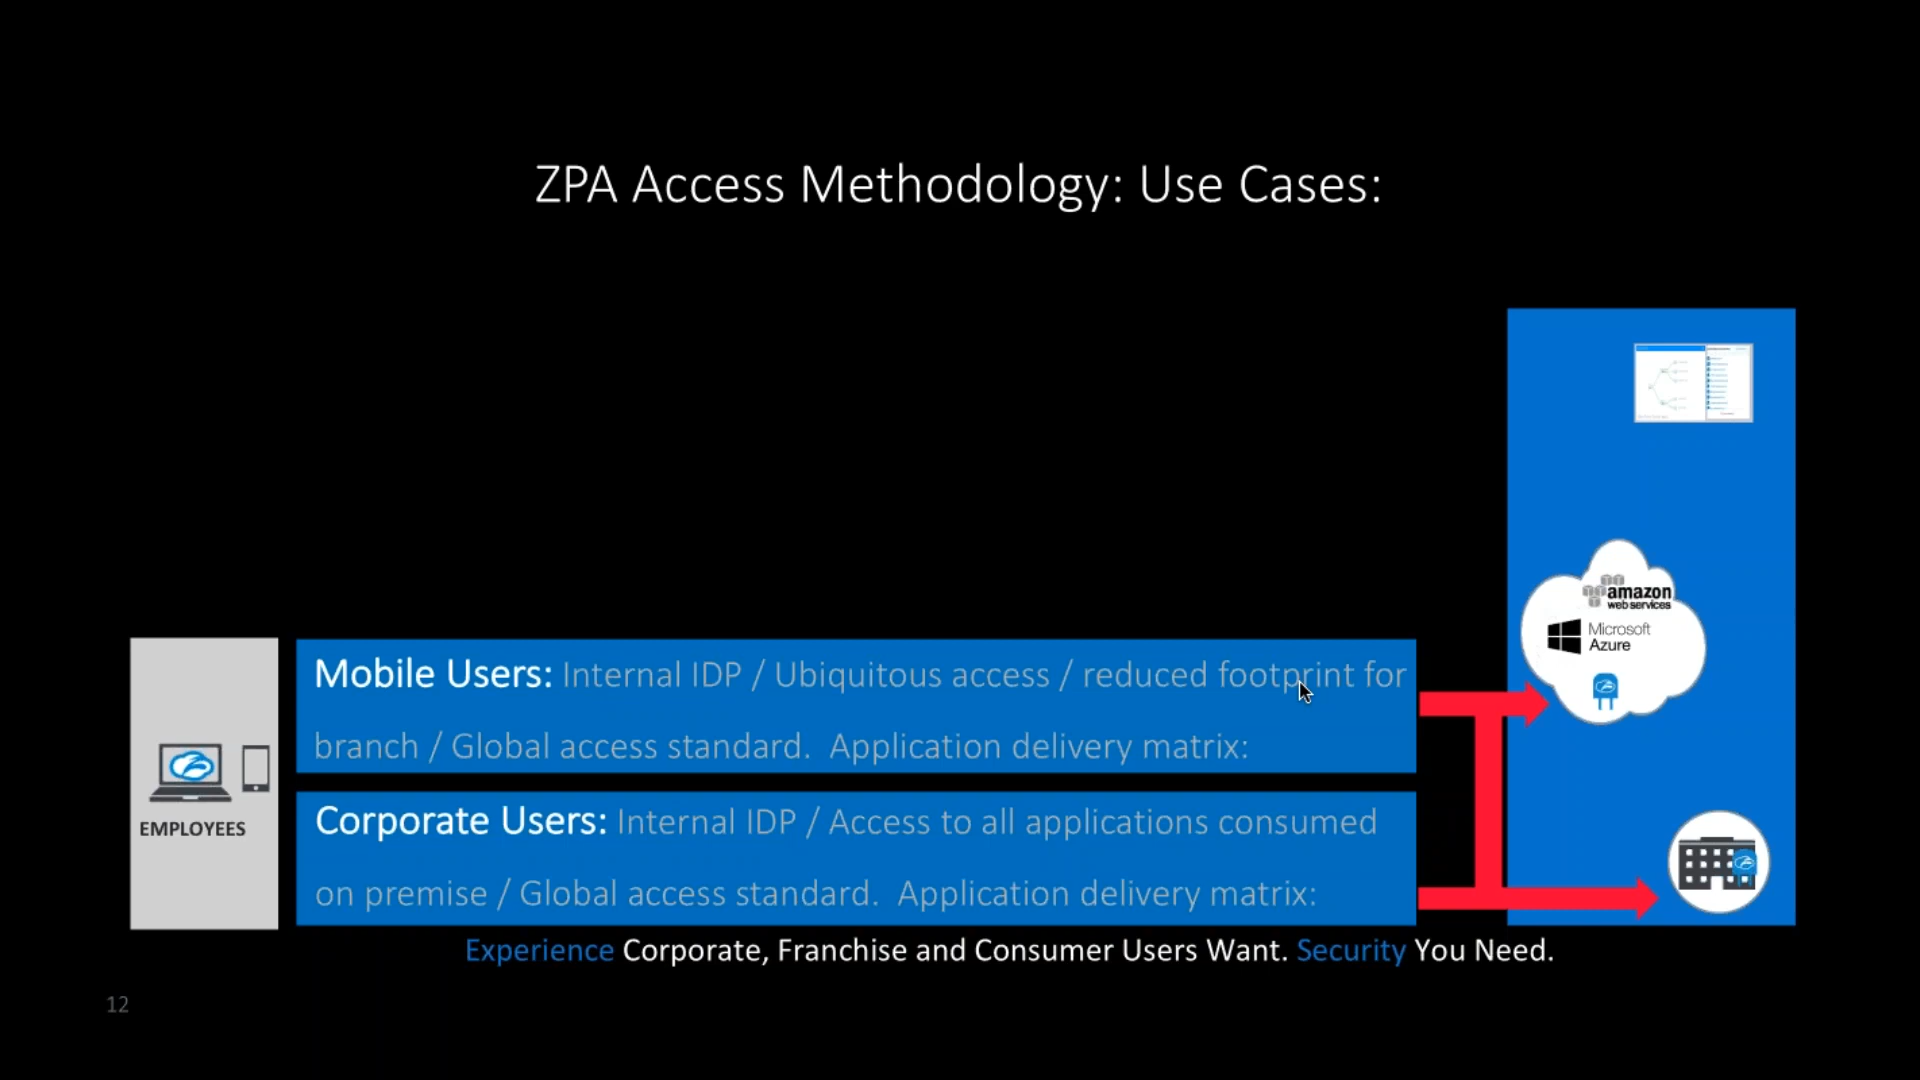 ZPA Access Methodology: Use Cases:
amazon
web services
Microsoft
Azure
Mobile Users: Internal IDP / Ubiquitous access / reduced footprint for
branch / Global access standard.  Application delivery matrix:
EMPLOYEES
Corporate Users: Internal IDP / Access to all applications consumed
on premise / Global access standard.  Application delivery matrix:
Experience Corporate, Franchise and Consumer Users Want. Security You Need.
12